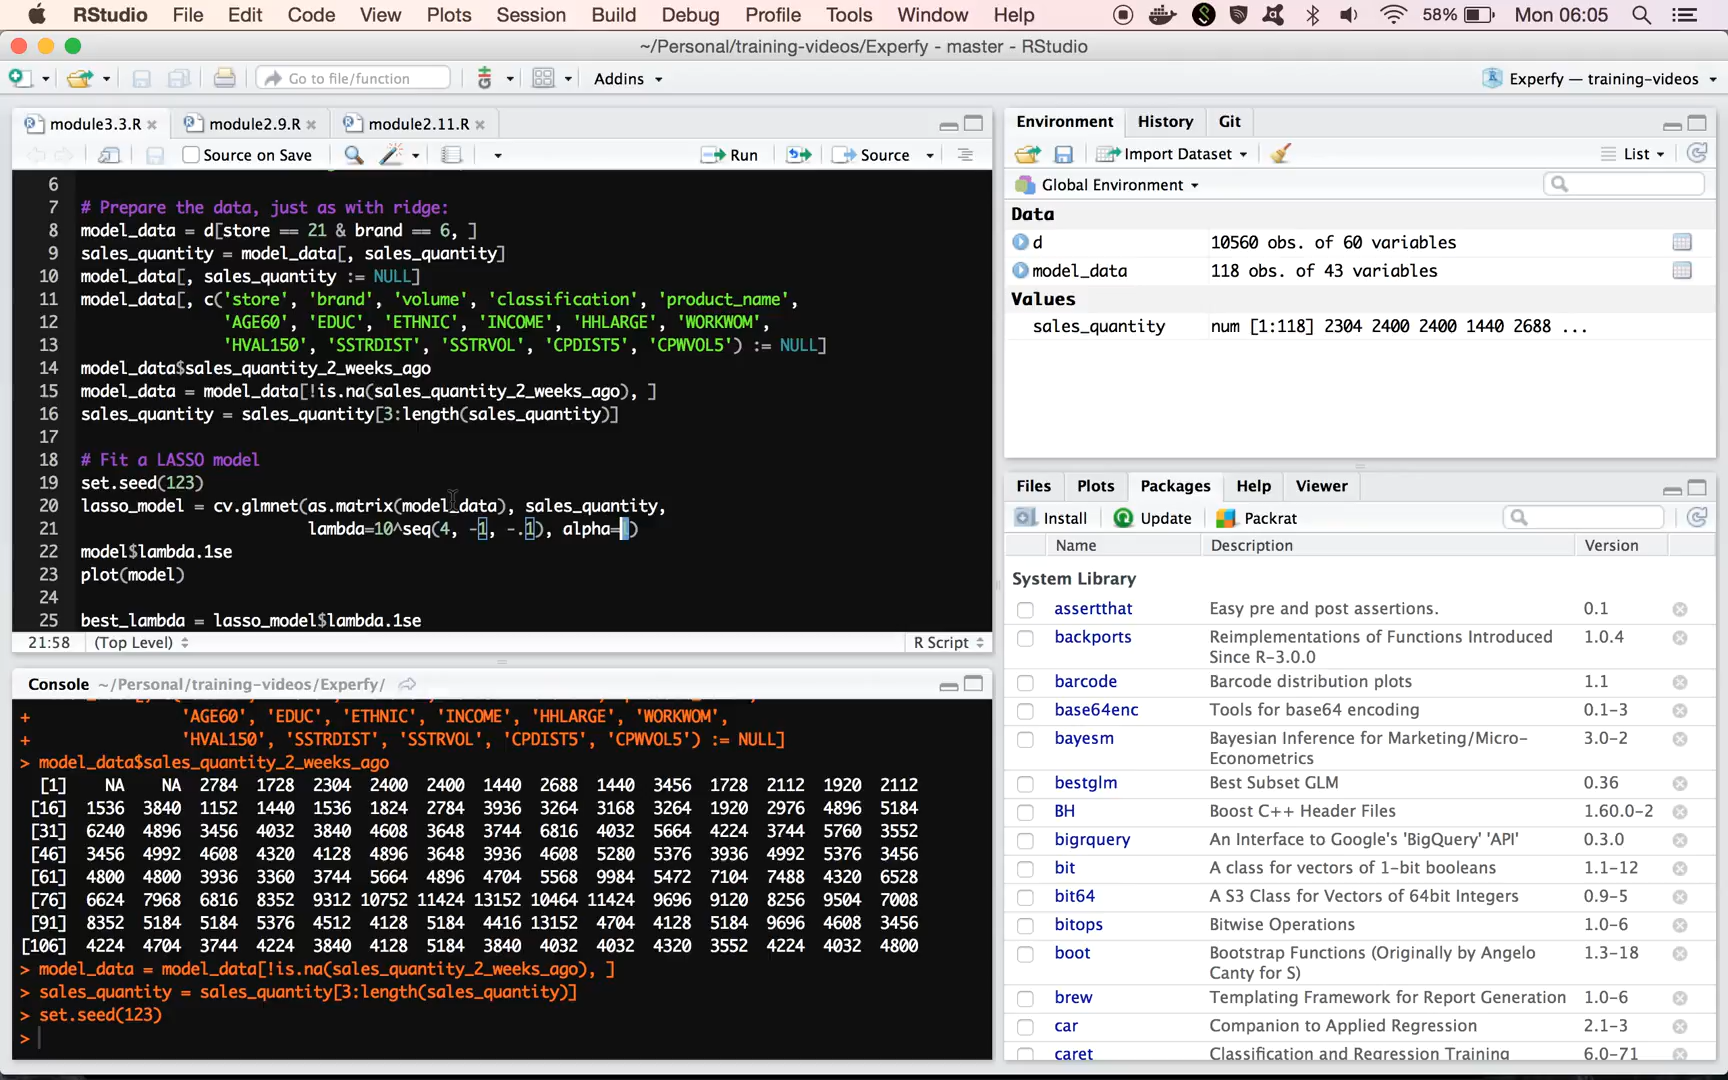 RStudio File Edit Code View Plots Session Build Debug Profile Tools Window Help 58% Mon 06:05
~/Personal/training-videos/Experfy - master - RStudio
Go to file/function Addins Experfy — training-videos
module3.3.R module2.9.R module2.11.R
Source on Save Run Source
6
7 # Prepare the data, just as with ridge:
8 model_data = d[store == 21 & brand == 6, ]
9 sales_quantity = model_data[, sales_quantity]
10 model_data[, sales_quantity := NULL]
11 model_data[, c('store', 'brand', 'volume', 'classification', 'product_name',
12 'AGE60', 'EDUC', 'ETHNIC', 'INCOME', 'HHLARGE', 'WORKWOM',
13 'HVAL150', 'SSTRDIST', 'SSTRVOL', 'CPDIST5', 'CPWVOL5') := NULL]
14 model_data$sales_quantity_2_weeks_ago
15 model_data = model_data[!is.na(sales_quantity_2_weeks_ago), ]
16 sales_quantity = sales_quantity[3:length(sales_quantity)]
17
18 # Fit a LASSO model
19 set.seed(123)
20 lasso_model = cv.glmnet(as.matrix(model_data), sales_quantity,
21 lambda=10^seq(4, -1, -.1), alpha=1)
22 model$lambda.1se
23 plot(model)
24
25 best_lambda = lasso_model$lambda.1se
21:58 (Top Level) R Script
Console ~/Personal/training-videos/Experfy/
+ 'AGE60', 'EDUC', 'ETHNIC', 'INCOME', 'HHLARGE', 'WORKWOM',
+ 'HVAL150', 'SSTRDIST', 'SSTRVOL', 'CPDIST5', 'CPWVOL5') := NULL]
> model_data$sales_quantity_2_weeks_ago
[1] NA NA 2784 1728 2304 2400 2400 1440 2688 1440 3456 1728 2112 1920 2112
[16] 1536 3840 1152 1440 1536 1824 2784 3936 3264 3168 3264 1920 2976 4896 5184
[31] 6240 4896 3456 4032 3840 4608 3648 3744 6816 4032 5664 4224 3744 5760 3552
[46] 3456 4992 4608 4320 4128 4896 3648 3936 4608 5280 5376 3936 4992 5376 3456
[61] 4800 4800 3936 3360 3744 5664 4896 4704 5568 9984 5472 7104 7488 4320 6528
[76] 6624 7968 6816 8352 9312 10752 11424 13152 10464 11424 9696 9120 8256 9504 7008
[91] 8352 5184 5184 5376 4512 4128 5184 4416 13152 4704 4128 5184 9696 4608 3456
[106] 4224 4704 3744 4224 3840 4128 5184 3840 4032 4032 4320 3552 4224 4032 4800
> model_data = model_data[!is.na(sales_quantity_2_weeks_ago), ]
> sales_quantity = sales_quantity[3:length(sales_quantity)]
> set.seed(123)
>
Environment History Git
Import Dataset List
Global Environment
Data
d 10560 obs. of 60 variables
model_data 118 obs. of 43 variables
Values
sales_quantity num [1:118] 2304 2400 2400 1440 2688 ...
Files Plots Packages Help Viewer
Install Update Packrat
Name Description Version
System Library
assertthat Easy pre and post assertions. 0.1
backports Reimplementations of Functions Introduced Since R-3.0.0 1.0.4
barcode Barcode distribution plots 1.1
base64enc Tools for base64 encoding 0.1-3
bayesm Bayesian Inference for Marketing/Micro-Econometrics 3.0-2
bestglm Best Subset GLM 0.36
BH Boost C++ Header Files 1.60.0-2
bigrquery An Interface to Google's 'BigQuery' 'API' 0.3.0
bit A class for vectors of 1-bit booleans 1.1-12
bit64 A S3 Class for Vectors of 64bit Integers 0.9-5
bitops Bitwise Operations 1.0-6
boot Bootstrap Functions (Originally by Angelo Canty for S) 1.3-18
brew Templating Framework for Report Generation 1.0-6
car Companion to Applied Regression 2.1-3
caret Classification and Regression Training 6.0-71